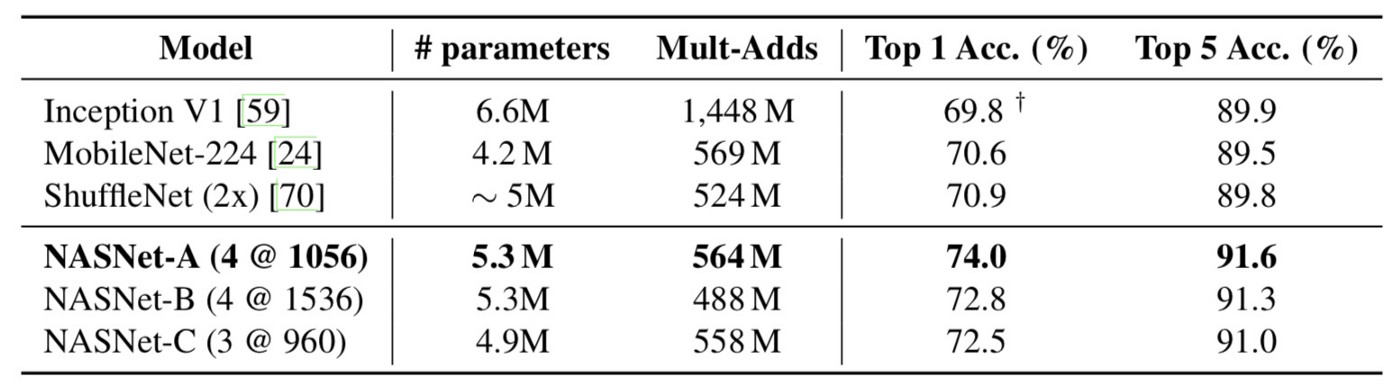 Model # parameters Mult-Adds Top 1 Acc. (%) Top 5 Acc. (%)
Inception V1 [59] 6.6M 1,448 M 69.8 † 89.9
MobileNet-224 [24] 4.2 M 569 M 70.6 89.5
ShuffleNet (2x) [70] ∼ 5M 524 M 70.9 89.8
NASNet-A (4 @ 1056) 5.3 M 564 M 74.0 91.6
NASNet-B (4 @ 1536) 5.3M 488 M 72.8 91.3
NASNet-C (3 @ 960) 4.9M 558 M 72.5 91.0